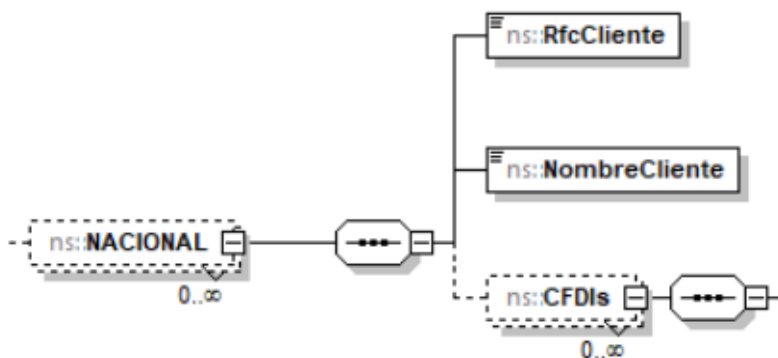 ns::RfcCliente
ns::NombreCliente
ns::NACIONAL
0..∞
ns::CFDIs
0..∞